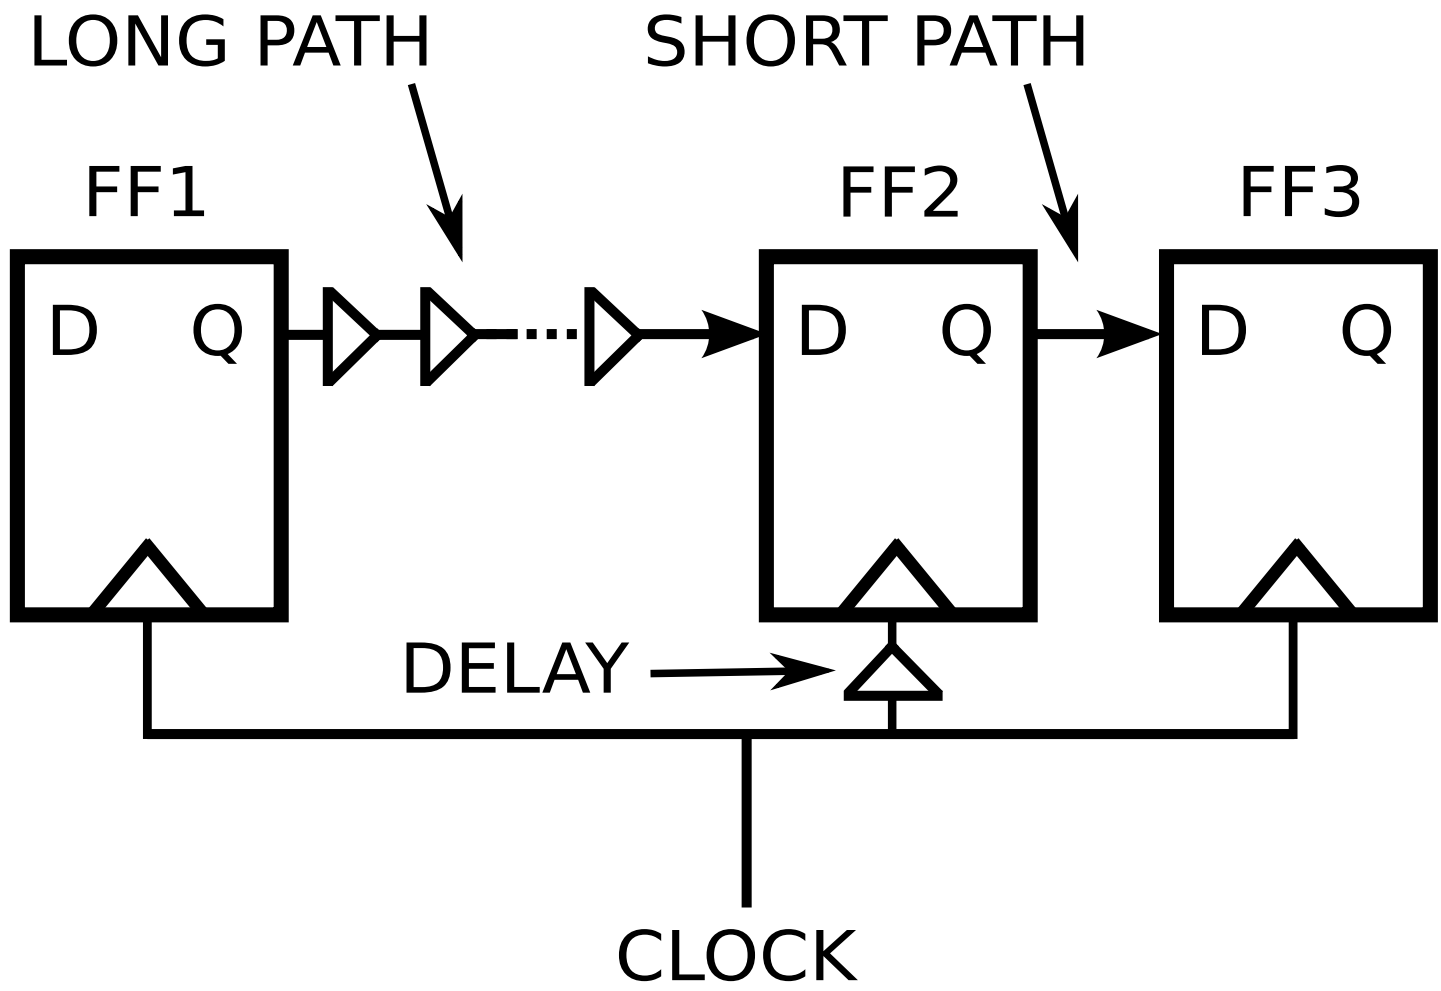 LONG PATH
SHORT PATH
FF1
FF2
FF3
D Q
D Q
D Q
DELAY
CLOCK